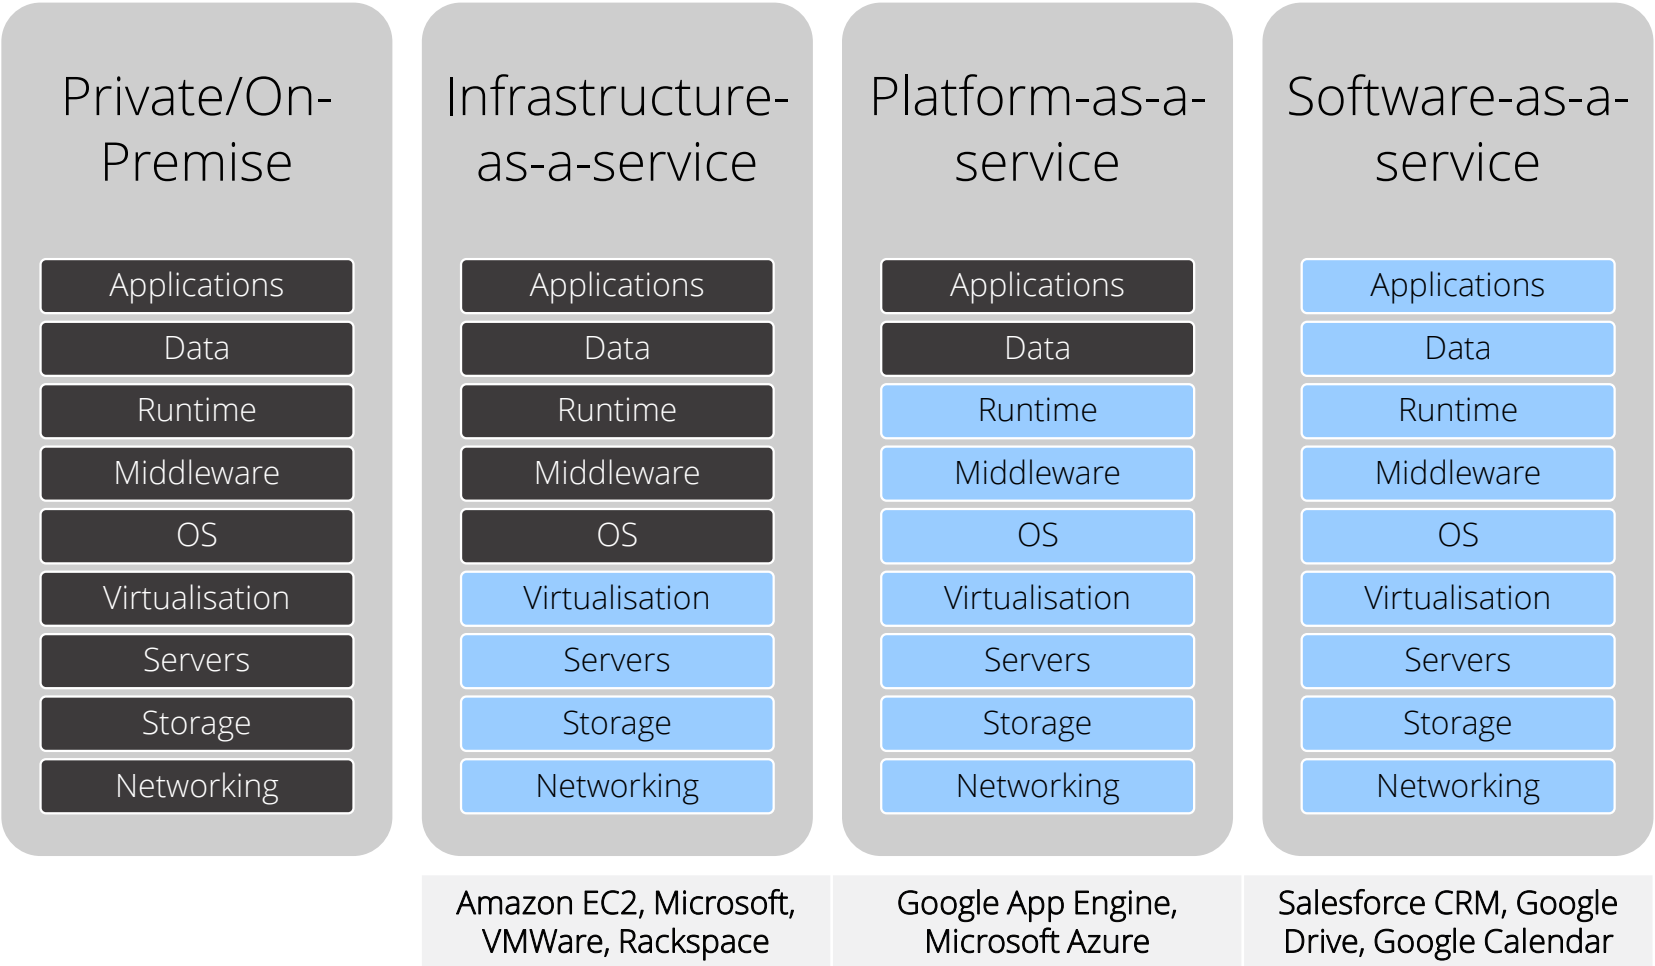 Private/On-
Premise
Applications
Data
Runtime
Middleware
OS
Virtualisation
Servers
Storage
Networking
Infrastructure-
as-a-service
Applications
Data
Runtime
Middleware
OS
Virtualisation
Servers
Storage
Networking
Amazon EC2, Microsoft,
VMWare, Rackspace
Platform-as-a-
service
Applications
Data
Runtime
Middleware
OS
Virtualisation
Servers
Storage
Networking
Google App Engine,
Microsoft Azure
Software-as-a-
service
Applications
Data
Runtime
Middleware
OS
Virtualisation
Servers
Storage
Networking
Salesforce CRM, Google
Drive, Google Calendar